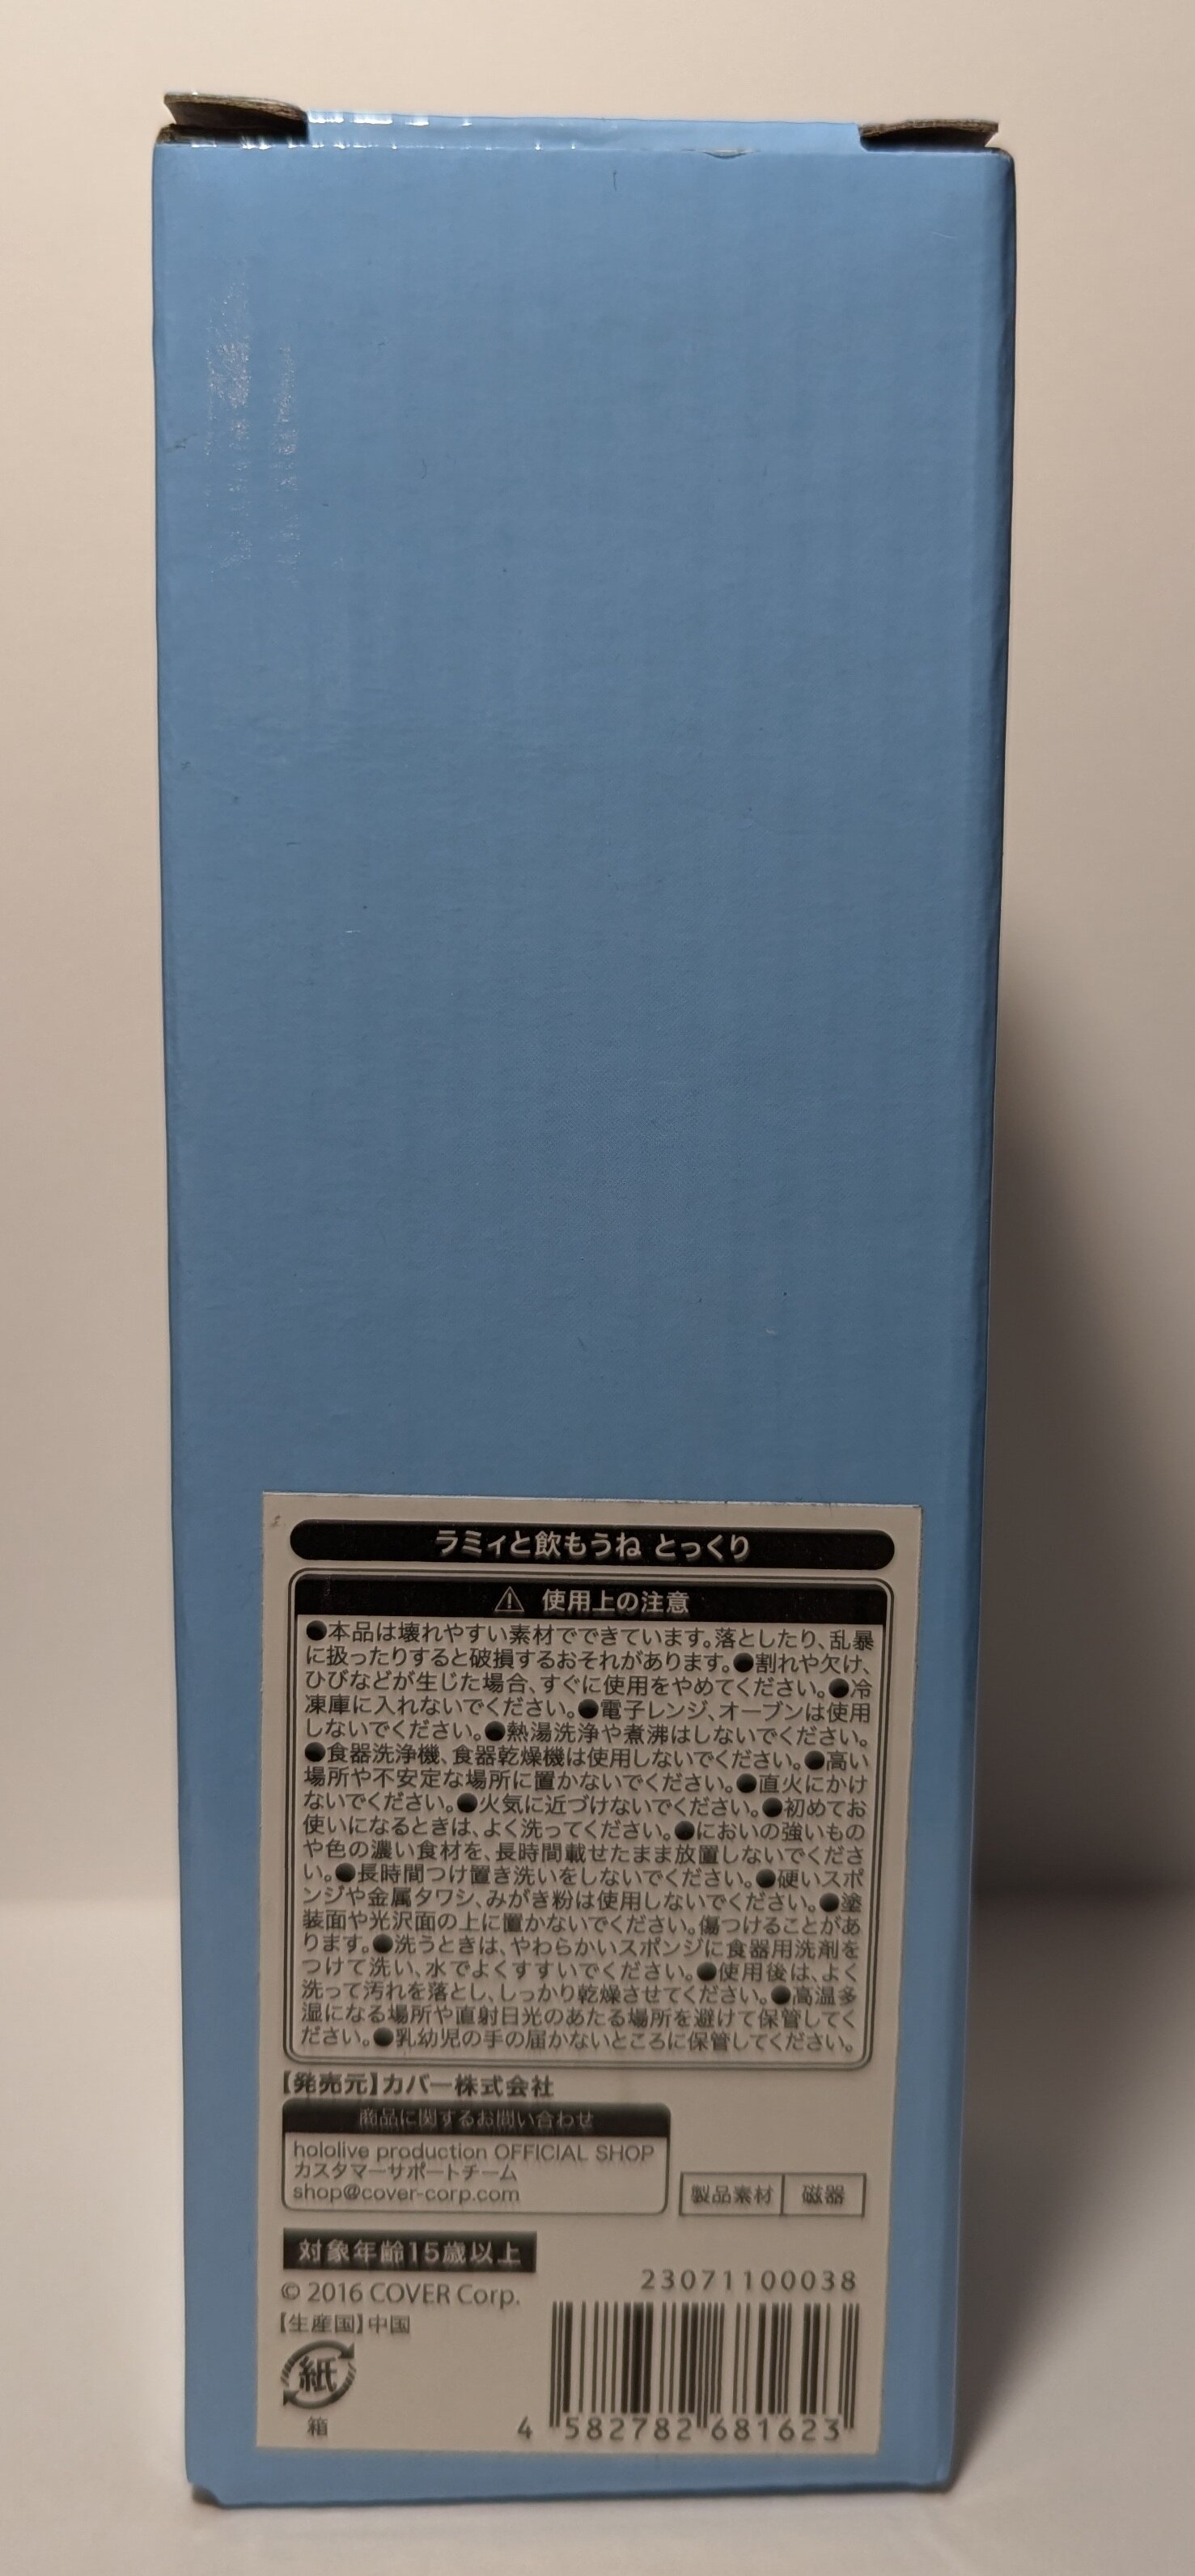 ラミィと飲もうね とっくり
⚠ 使用上の注意
●本品は壊れやすい素材でできています。落としたり、乱暴
に扱ったりすると破損するおそれがあります。●割れや欠け、
ひびなどが生じた場合、すぐに使用をやめてください。●冷
凍庫に入れないでください。●電子レンジ、オーブンは使用
しないでください。●熱湯洗浄や煮沸はしないでください。
●食器洗浄機、食器乾燥機は使用しないでください。●高い
場所や不安定な場所に置かないでください。●直火にかけ
ないでください。●火気に近づけないでください。●初めてお
使いになるときは、よく洗ってください。●においの強いもの
や色の濃い食材を、長時間載せたまま放置しないでくださ
い。●長時間つけ置き洗いをしないでください。●硬いスポ
ンジや金属タワシ、みがき粉は使用しないでください。●塗
装面や光沢面の上に置かないでください。傷つけることがあ
ります。●洗うときは、やわらかいスポンジに食器用洗剤を
つけて洗い、水でよくすすいでください。●使用後は、よく
洗って汚れを落とし、しっかり乾燥させてください。●高温多
湿になる場所や直射日光のあたる場所を避けて保管してく
ださい。●乳幼児の手の届かないところに保管してください。
【発売元】カバー株式会社
商品に関するお問い合わせ
hololive production OFFICIAL SHOP
カスタマーサポートチーム
shop@cover-corp.com
製品素材 磁器
対象年齢15歳以上
23071100038
© 2016 COVER Corp.
【生産国】中国
紙
箱
4 582782 681623